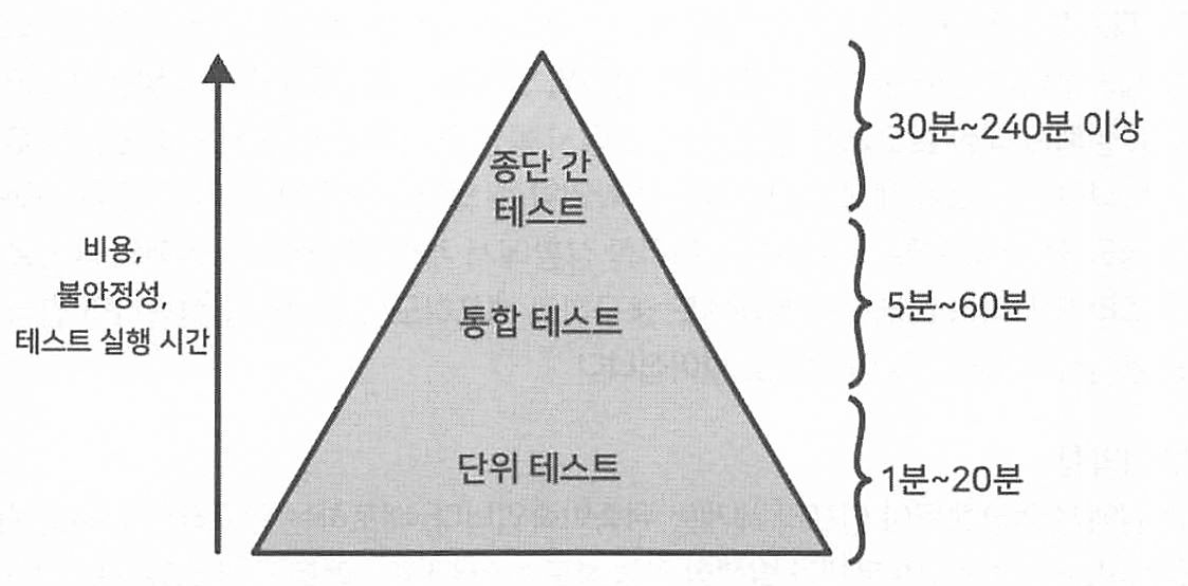 종단 간
테스트
통합 테스트
단위 테스트
비용,
불안정성,
테스트 실행 시간
30분~240분 이상
5분~60분
1분~20분